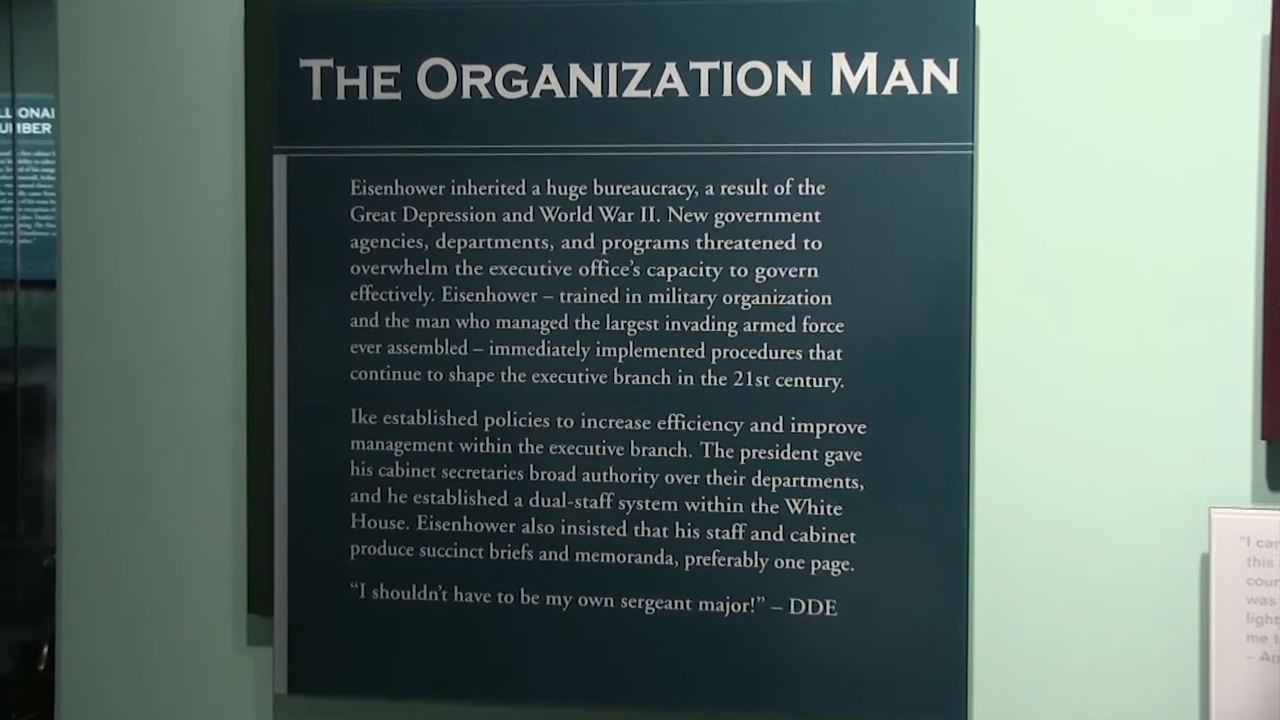 THE ORGANIZATION MAN
Eisenhower inherited a huge bureaucracy, a result of the
Great Depression and World War II. New government
agencies, departments, and programs threatened to
overwhelm the executive office's capacity to govern
effectively. Eisenhower – trained in military organization
and the man who managed the largest invading armed force
ever assembled – immediately implemented procedures that
continue to shape the executive branch in the 21st century.
Ike established policies to increase efficiency and improve
management within the executive branch. The president gave
his cabinet secretaries broad authority over their departments,
and he established a dual-staff system within the White
House. Eisenhower also insisted that his staff and cabinet
produce succinct briefs and memoranda, preferably one page.
“I shouldn't have to be my own sergeant major!” – DDE
“I
this
was
me